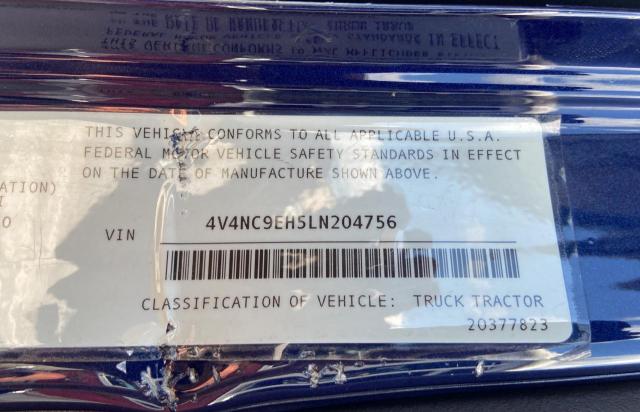 THIS VEHICLE CONFORMS TO ALL APPLICABLE U.S.A.
FEDERAL MOTOR VEHICLE SAFETY STANDARDS IN EFFECT
ON THE DATE OF MANUFACTURE SHOWN ABOVE.
ATION)
I
0
VIN 4V4NC9EH5LN204756
CLASSIFICATION OF VEHICLE: TRUCK TRACTOR
20377823